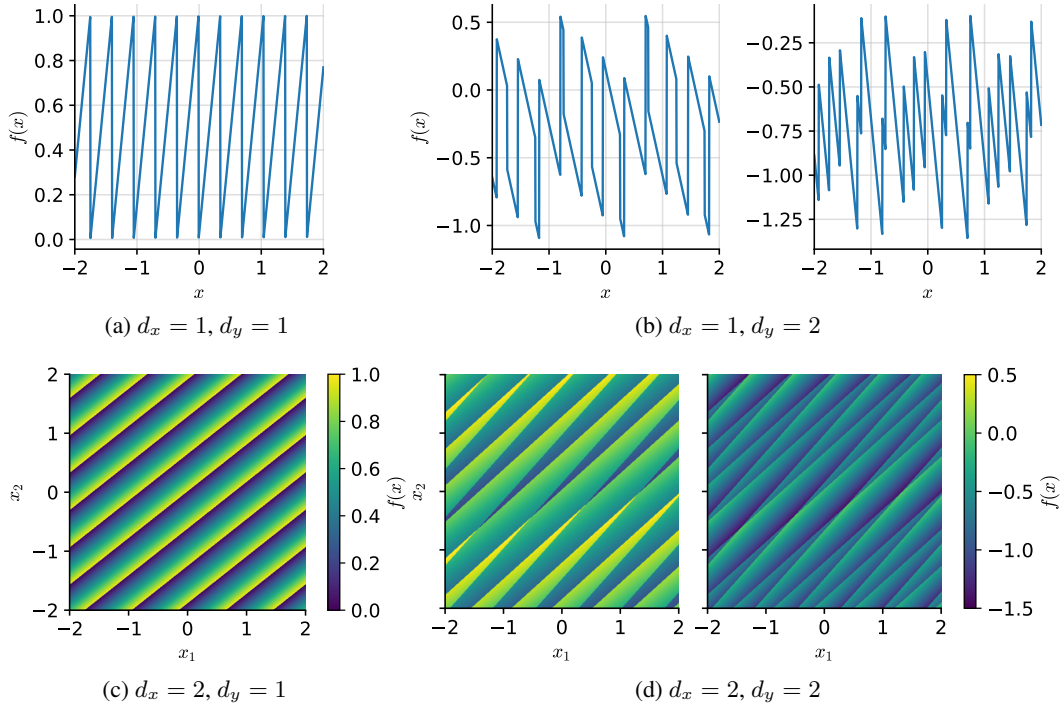 1.0
0.8
0.6
0.4
0.2
0.0
f(x)
−2 −1 0 1 2
x
(a) d_x = 1, d_y = 1
0.5
0.0
−0.5
−1.0
f(x)
−2 −1 0 1 2
x
−0.25
−0.50
−0.75
−1.00
−1.25
−2 −1 0 1 2
x
(b) d_x = 1, d_y = 2
2
1
0
−1
−2
x_2
−2 −1 0 1 2
x_1
1.0
0.8
0.6
0.4
0.2
0.0
f(x)
(c) d_x = 2, d_y = 1
x_2
−2 −1 0 1 2
x_1
−2 −1 0 1 2
x_1
0.5
0.0
−0.5
−1.0
−1.5
f(x)
(d) d_x = 2, d_y = 2